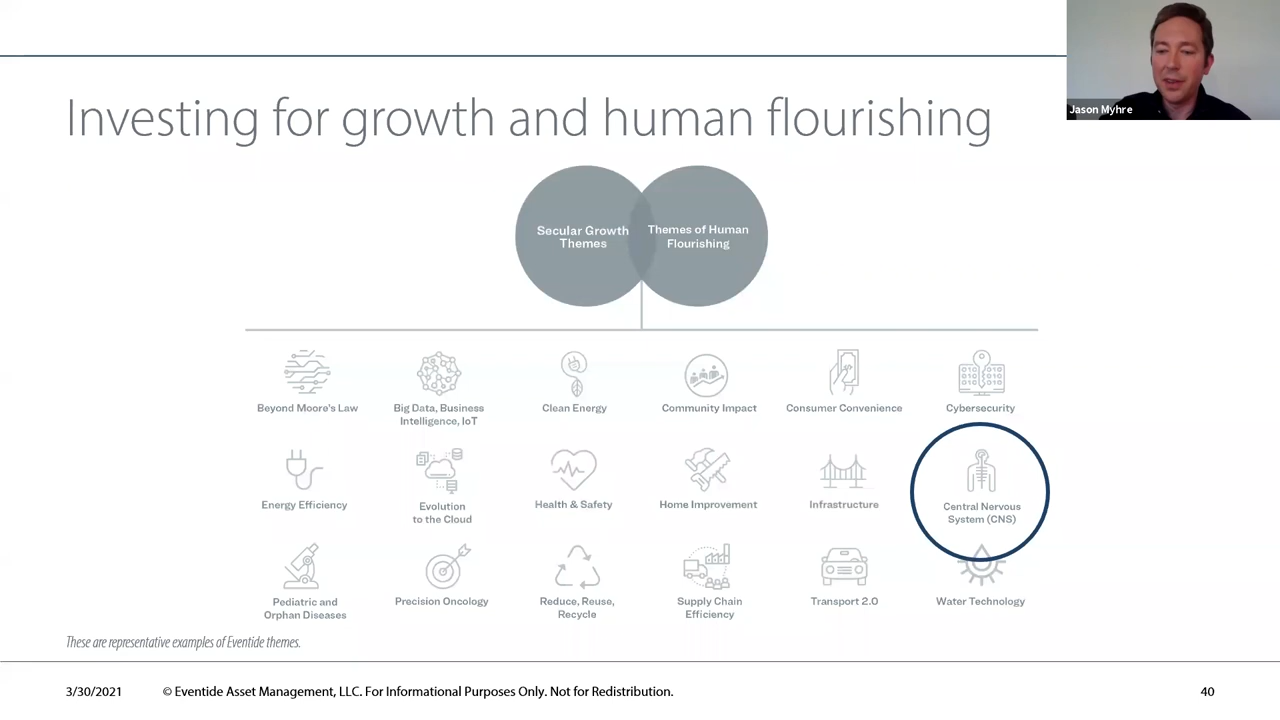 Jason Myhre
Investing for growth and human flourishing
Secular Growth
Themes
Themes of Human
Flourishing
Beyond Moore's Law
Big Data, Business
Intelligence, IoT
Clean Energy
Community Impact
Consumer Convenience
Cybersecurity
Energy Efficiency
Evolution
to the Cloud
Health & Safety
Home Improvement
Infrastructure
Central Nervous
System (CNS)
Pediatric and
Orphan Diseases
Precision Oncology
Reduce, Reuse,
Recycle
Supply Chain
Efficiency
Transport 2.0
Water Technology
These are representative examples of Eventide themes.
3/30/2021
© Eventide Asset Management, LLC. For Informational Purposes Only. Not for Redistribution.
40